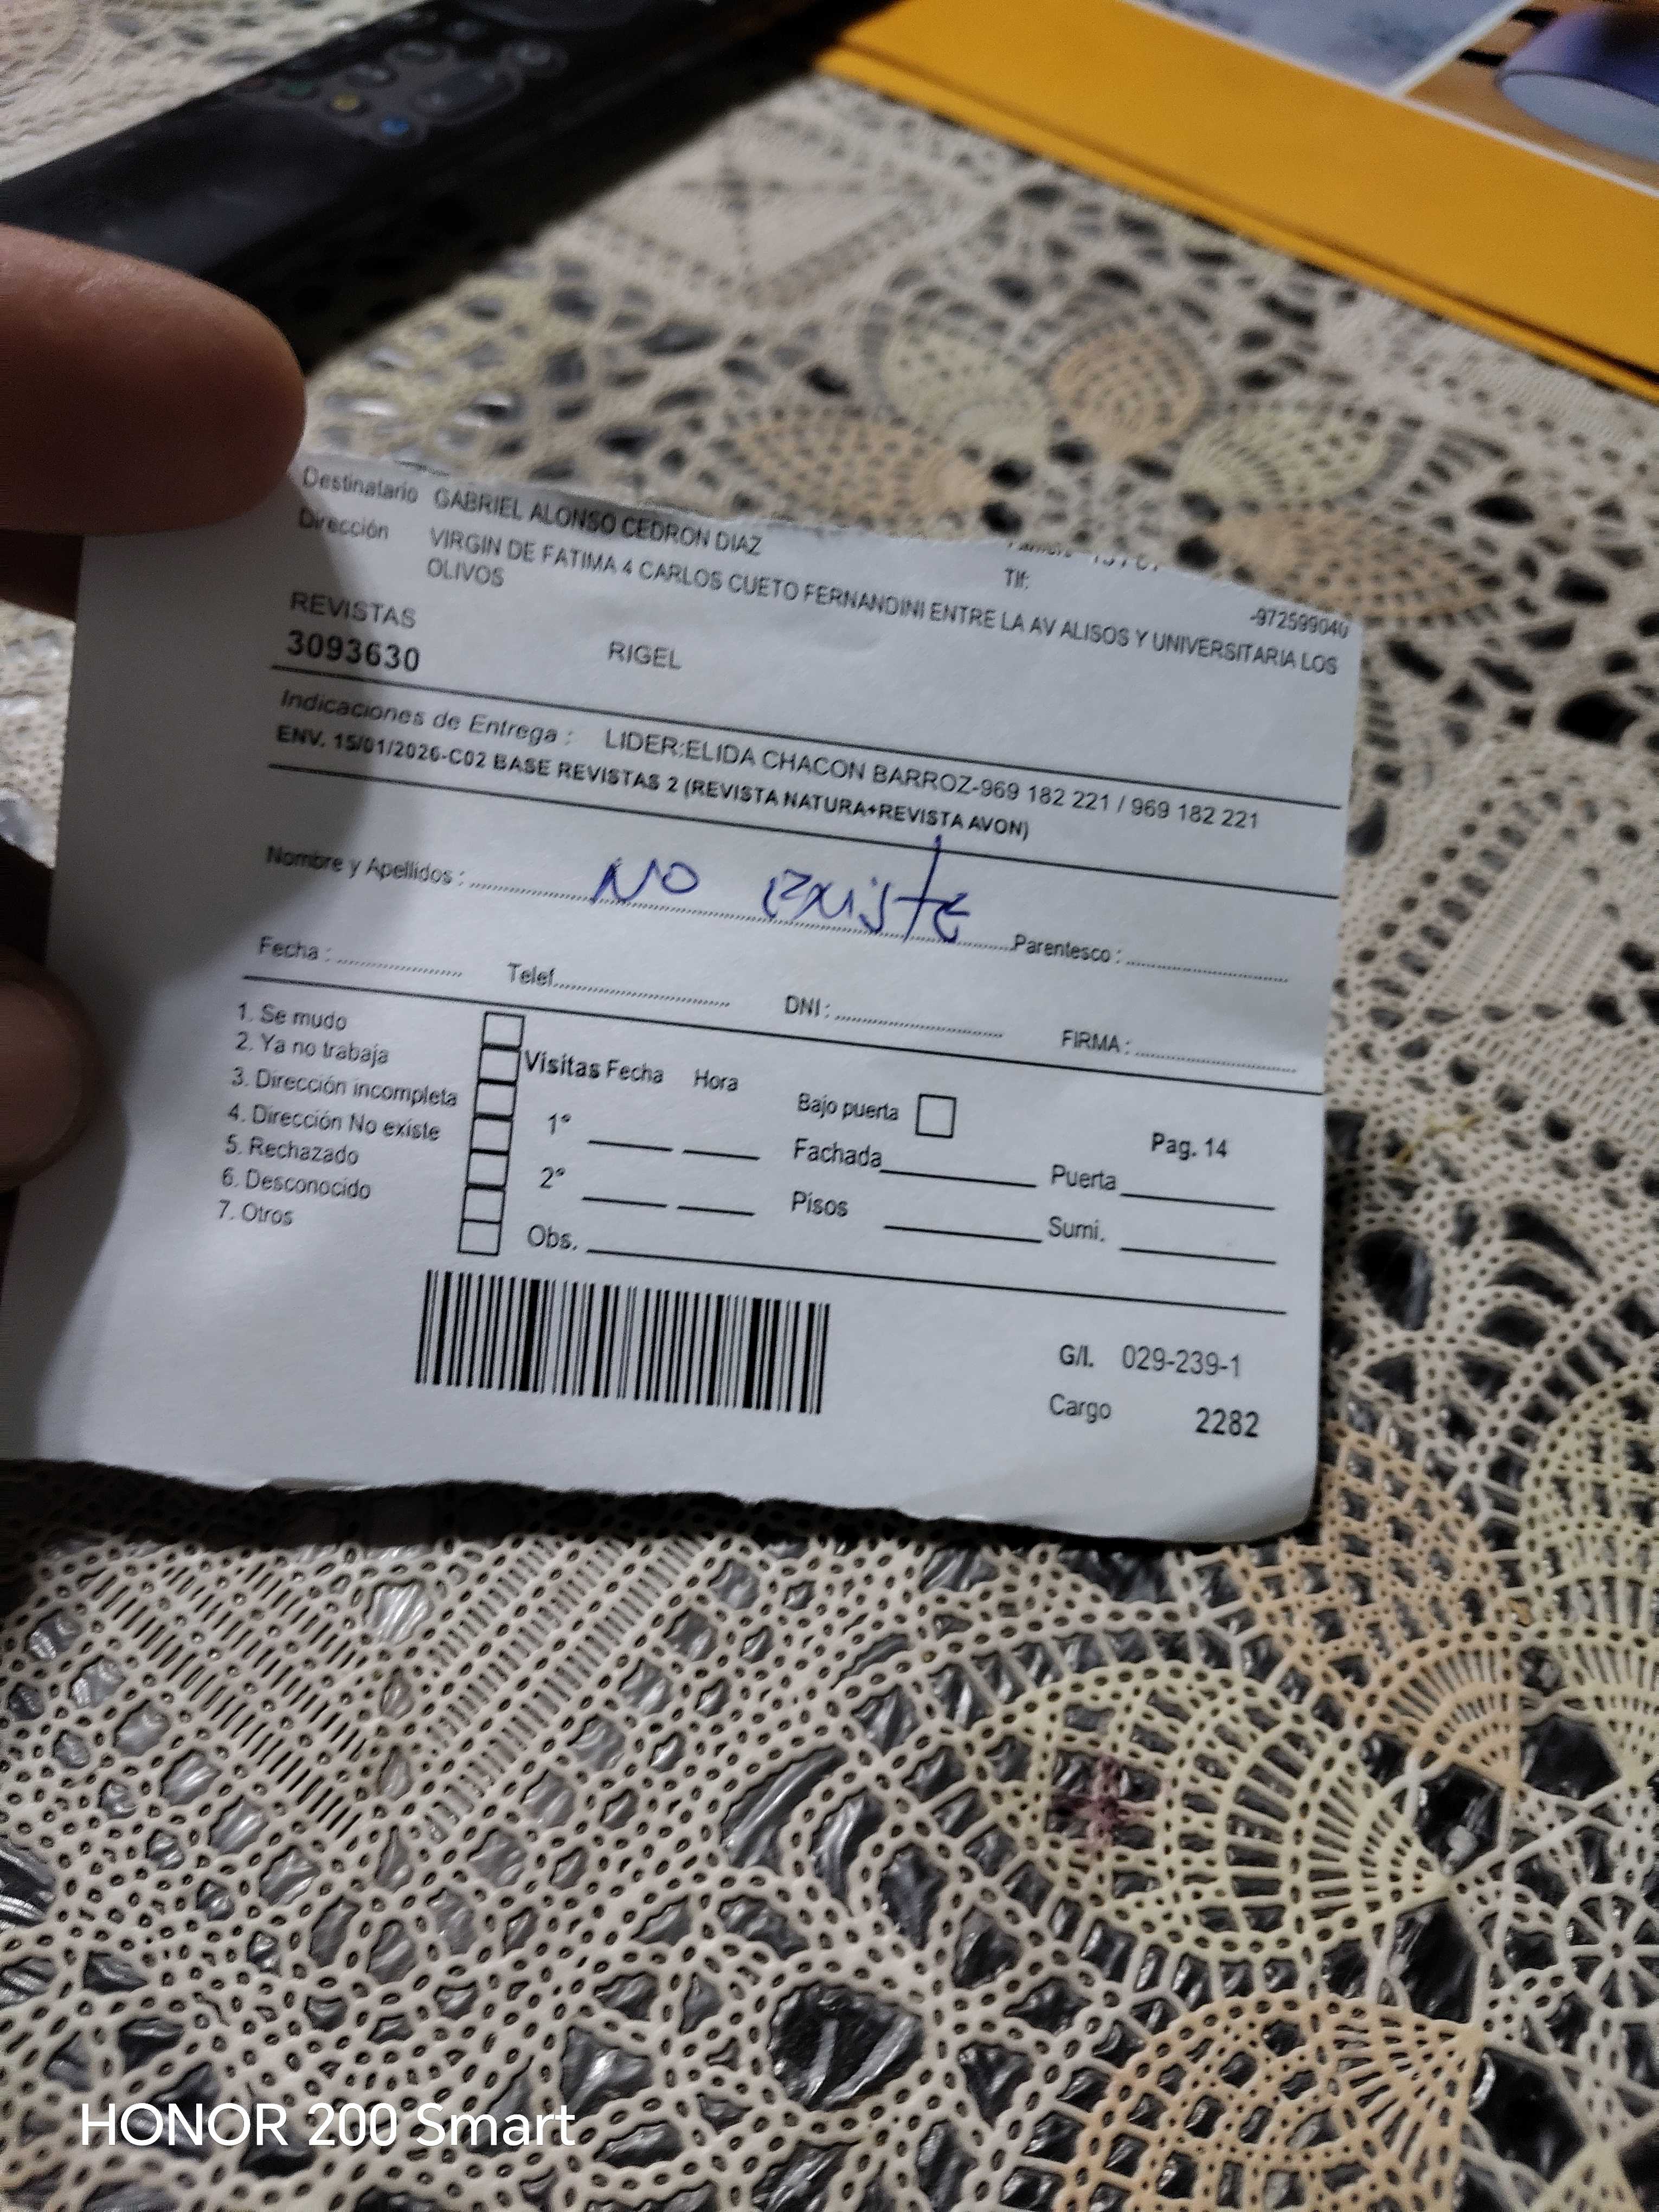 Destinatario GABRIEL ALONSO CEDRON DIAZ
Tlf: -972599040
Dirección VIRGIN DE FATIMA 4 CARLOS CUETO FERNANDINI ENTRE LA AV ALISOS Y UNIVERSITARIA LOS
OLIVOS
REVISTAS
3093630 RIGEL
Indicaciones de Entrega : LIDER:ELIDA CHACON BARROZ-969 182 221 / 969 182 221
ENV. 15/01/2026-C02 BASE REVISTAS 2 (REVISTA NATURA+REVISTA AVON)
Nombre y Apellidos : NO existe Parentesco :
Fecha : Telef. DNI : FIRMA :
1. Se mudo
2. Ya no trabaja
3. Dirección incompleta
4. Dirección No existe
5. Rechazado
6. Desconocido
7. Otros
Visitas Fecha Hora
1°
2°
Obs.
Bajo puerta Pag. 14
Fachada Puerta
Pisos Sumi.
G/I. 029-239-1
Cargo 2282
HONOR 200 Smart